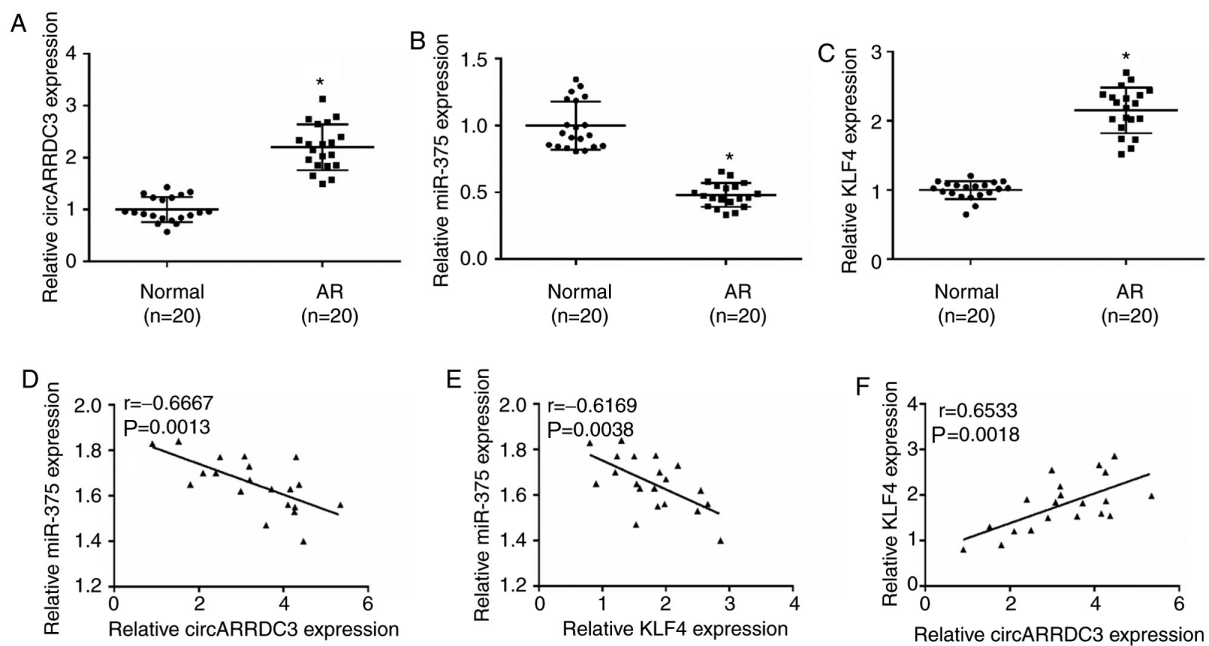 A
Relative circARRDC3 expression
4
3
2
1
0
*
Normal
(n=20)
AR
(n=20)
B
Relative miR-375 expression
1.5
1.0
0.5
0.0
*
Normal
(n=20)
AR
(n=20)
C
Relative KLF4 expression
3
2
1
0
*
Normal
(n=20)
AR
(n=20)
D
Relative miR-375 expression
2.0
1.8
1.6
1.4
1.2
r=−0.6667
P=0.0013
0 2 4 6
Relative circARRDC3 expression
E
Relative miR-375 expression
2.0
1.8
1.6
1.4
1.2
r=−0.6169
P=0.0038
0 1 2 3 4
Relative KLF4 expression
F
Relative KLF4 expression
4
3
2
1
0
r=0.6533
P=0.0018
0 2 4 6
Relative circARRDC3 expression